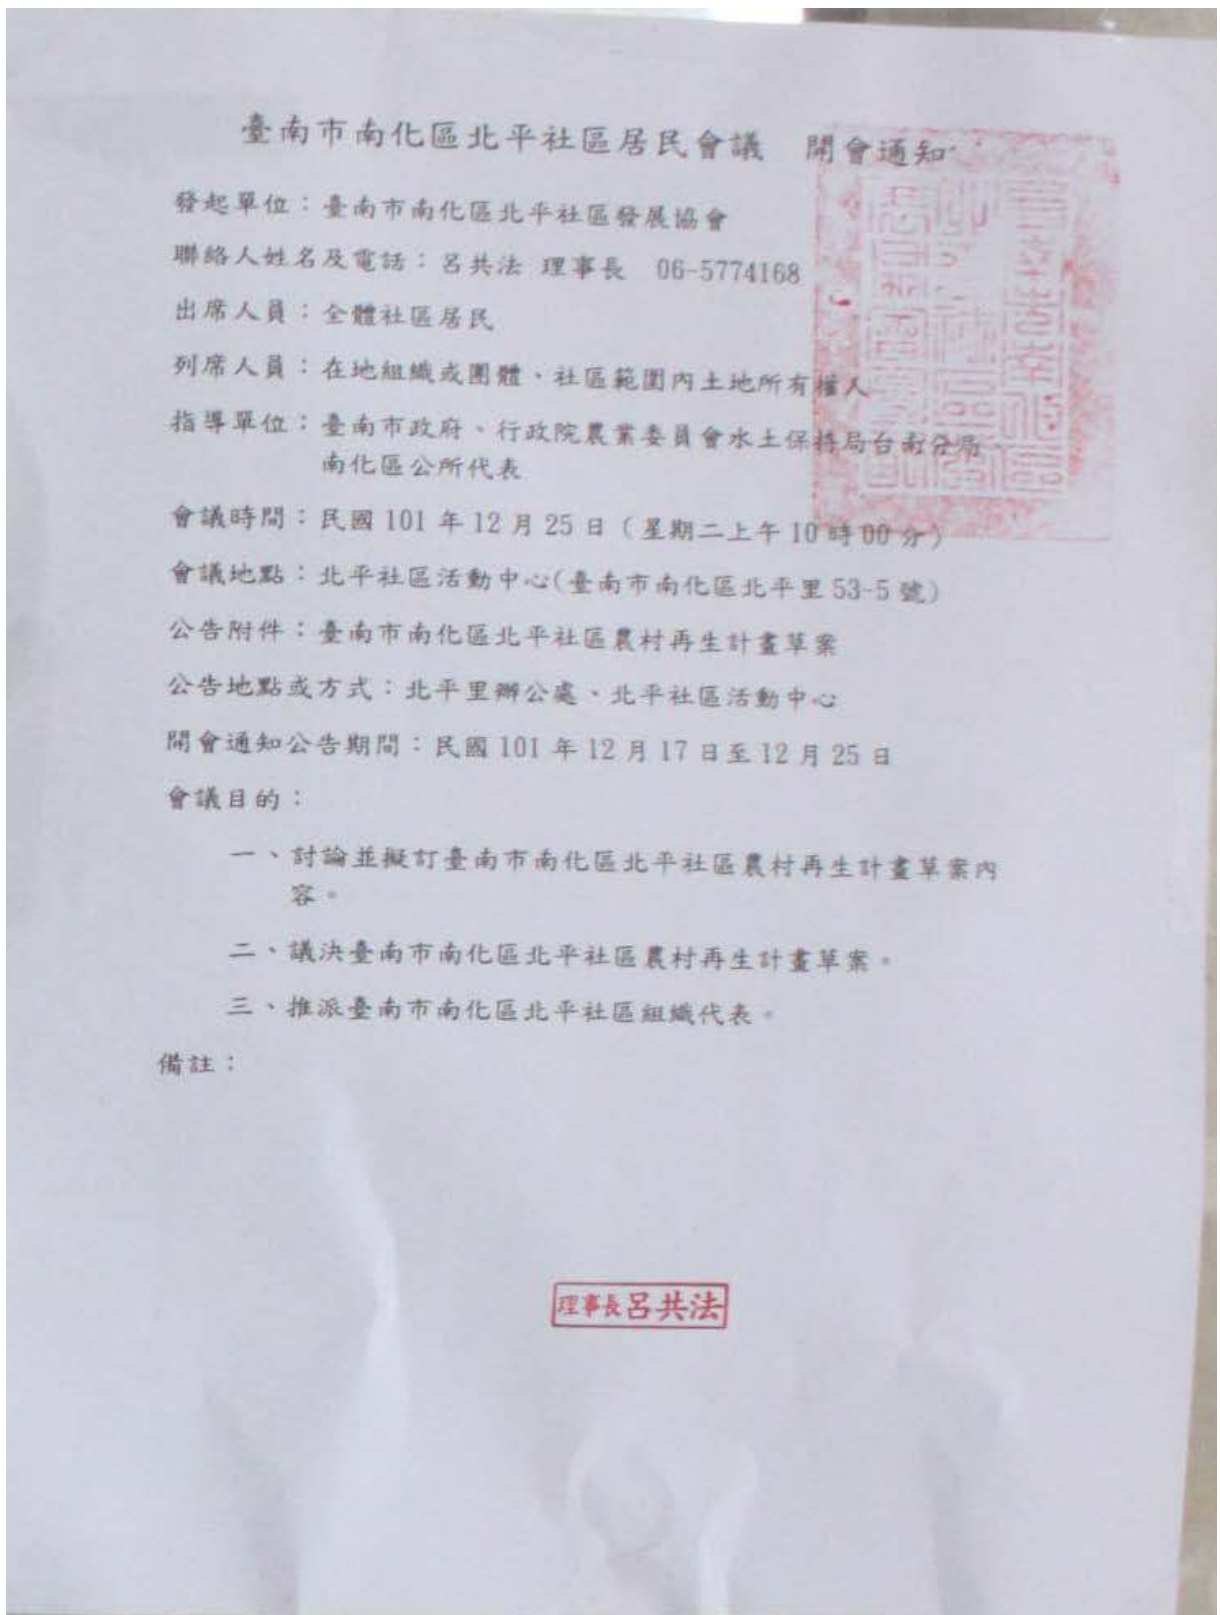 臺南市南化區北平社區居民會議　開會通知
發起單位：臺南市南化區北平社區發展協會
聯絡人姓名及電話：呂共法 理事長　06-5774168
出席人員：全體社區居民
列席人員：在地組織或團體、社區範圍內土地所有權人
指導單位：臺南市政府、行政院農業委員會水土保持局台南分局、
南化區公所代表
會議時間：民國 101 年 12 月 25 日（星期二上午 10 時 00 分）
會議地點：北平社區活動中心(臺南市南化區北平里 53-5 號)
公告附件：臺南市南化區北平社區農村再生計畫草案
公告地點或方式：北平里辦公處、北平社區活動中心
開會通知公告期間：民國 101 年 12 月 17 日至 12 月 25 日
會議目的：
一、討論並擬訂臺南市南化區北平社區農村再生計畫草案內
容。
二、議決臺南市南化區北平社區農村再生計畫草案。
三、推派臺南市南化區北平社區組織代表。
備註：
理事長呂共法